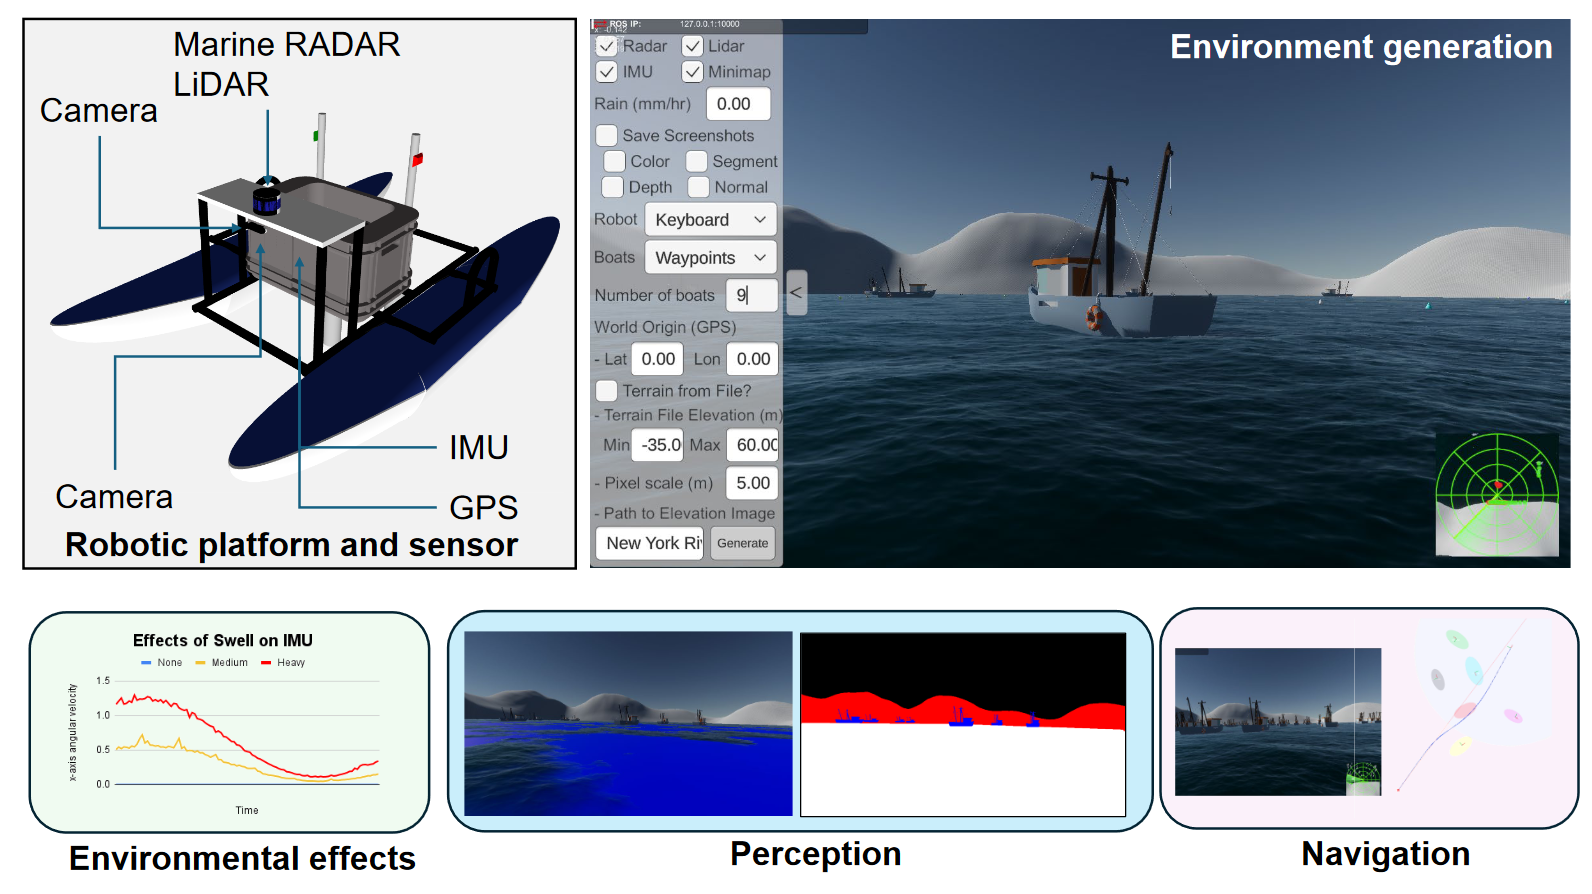 Marine RADAR
LiDAR
Camera
Camera
IMU
GPS
Robotic platform and sensor
ROS IP: 127.0.0.1:10000
Environment generation
Radar Lidar
IMU Minimap
Rain (mm/hr) 0.00
Save Screenshots
Color Segment
Depth Normal
Robot Keyboard
Boats Waypoints
Number of boats 9
<
World Origin (GPS)
- Lat 0.00 Lon 0.00
Terrain from File?
- Terrain File Elevation (m)
Min -35.0 Max 60.00
- Pixel scale (m) 5.00
- Path to Elevation Image
New York Ri Generate
Effects of Swell on IMU
None Medium Heavy
x-axis angular velocity
1.5
1.0
0.5
0.0
Time
Environmental effects
Perception
Navigation